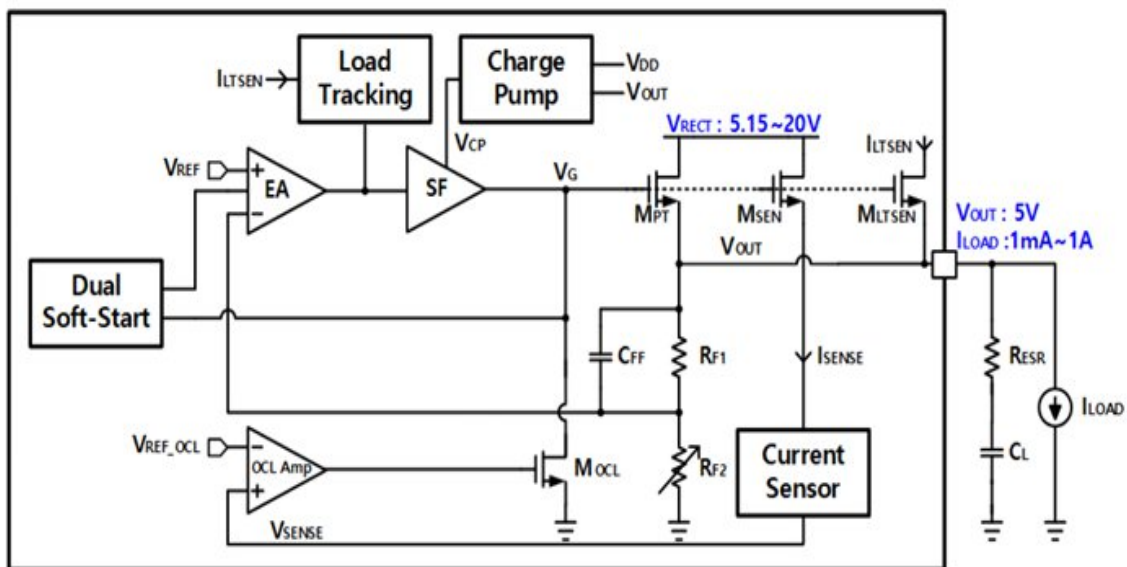 Load
Tracking
ILTSEN
Charge
Pump
VDD
VOUT
VCP
VRECT : 5.15~20V
ILTSEN
VREF
+
EA
-
SF
VG
MPT
MSEN
MLTSEN
VOUT : 5V
ILOAD :1mA~1A
VOUT
Dual
Soft-Start
CFF
RF1
ISENSE
RESR
ILOAD
VREF_OCL
-
OCL Amp
+
MOCL
RF2
Current
Sensor
CL
VSENSE